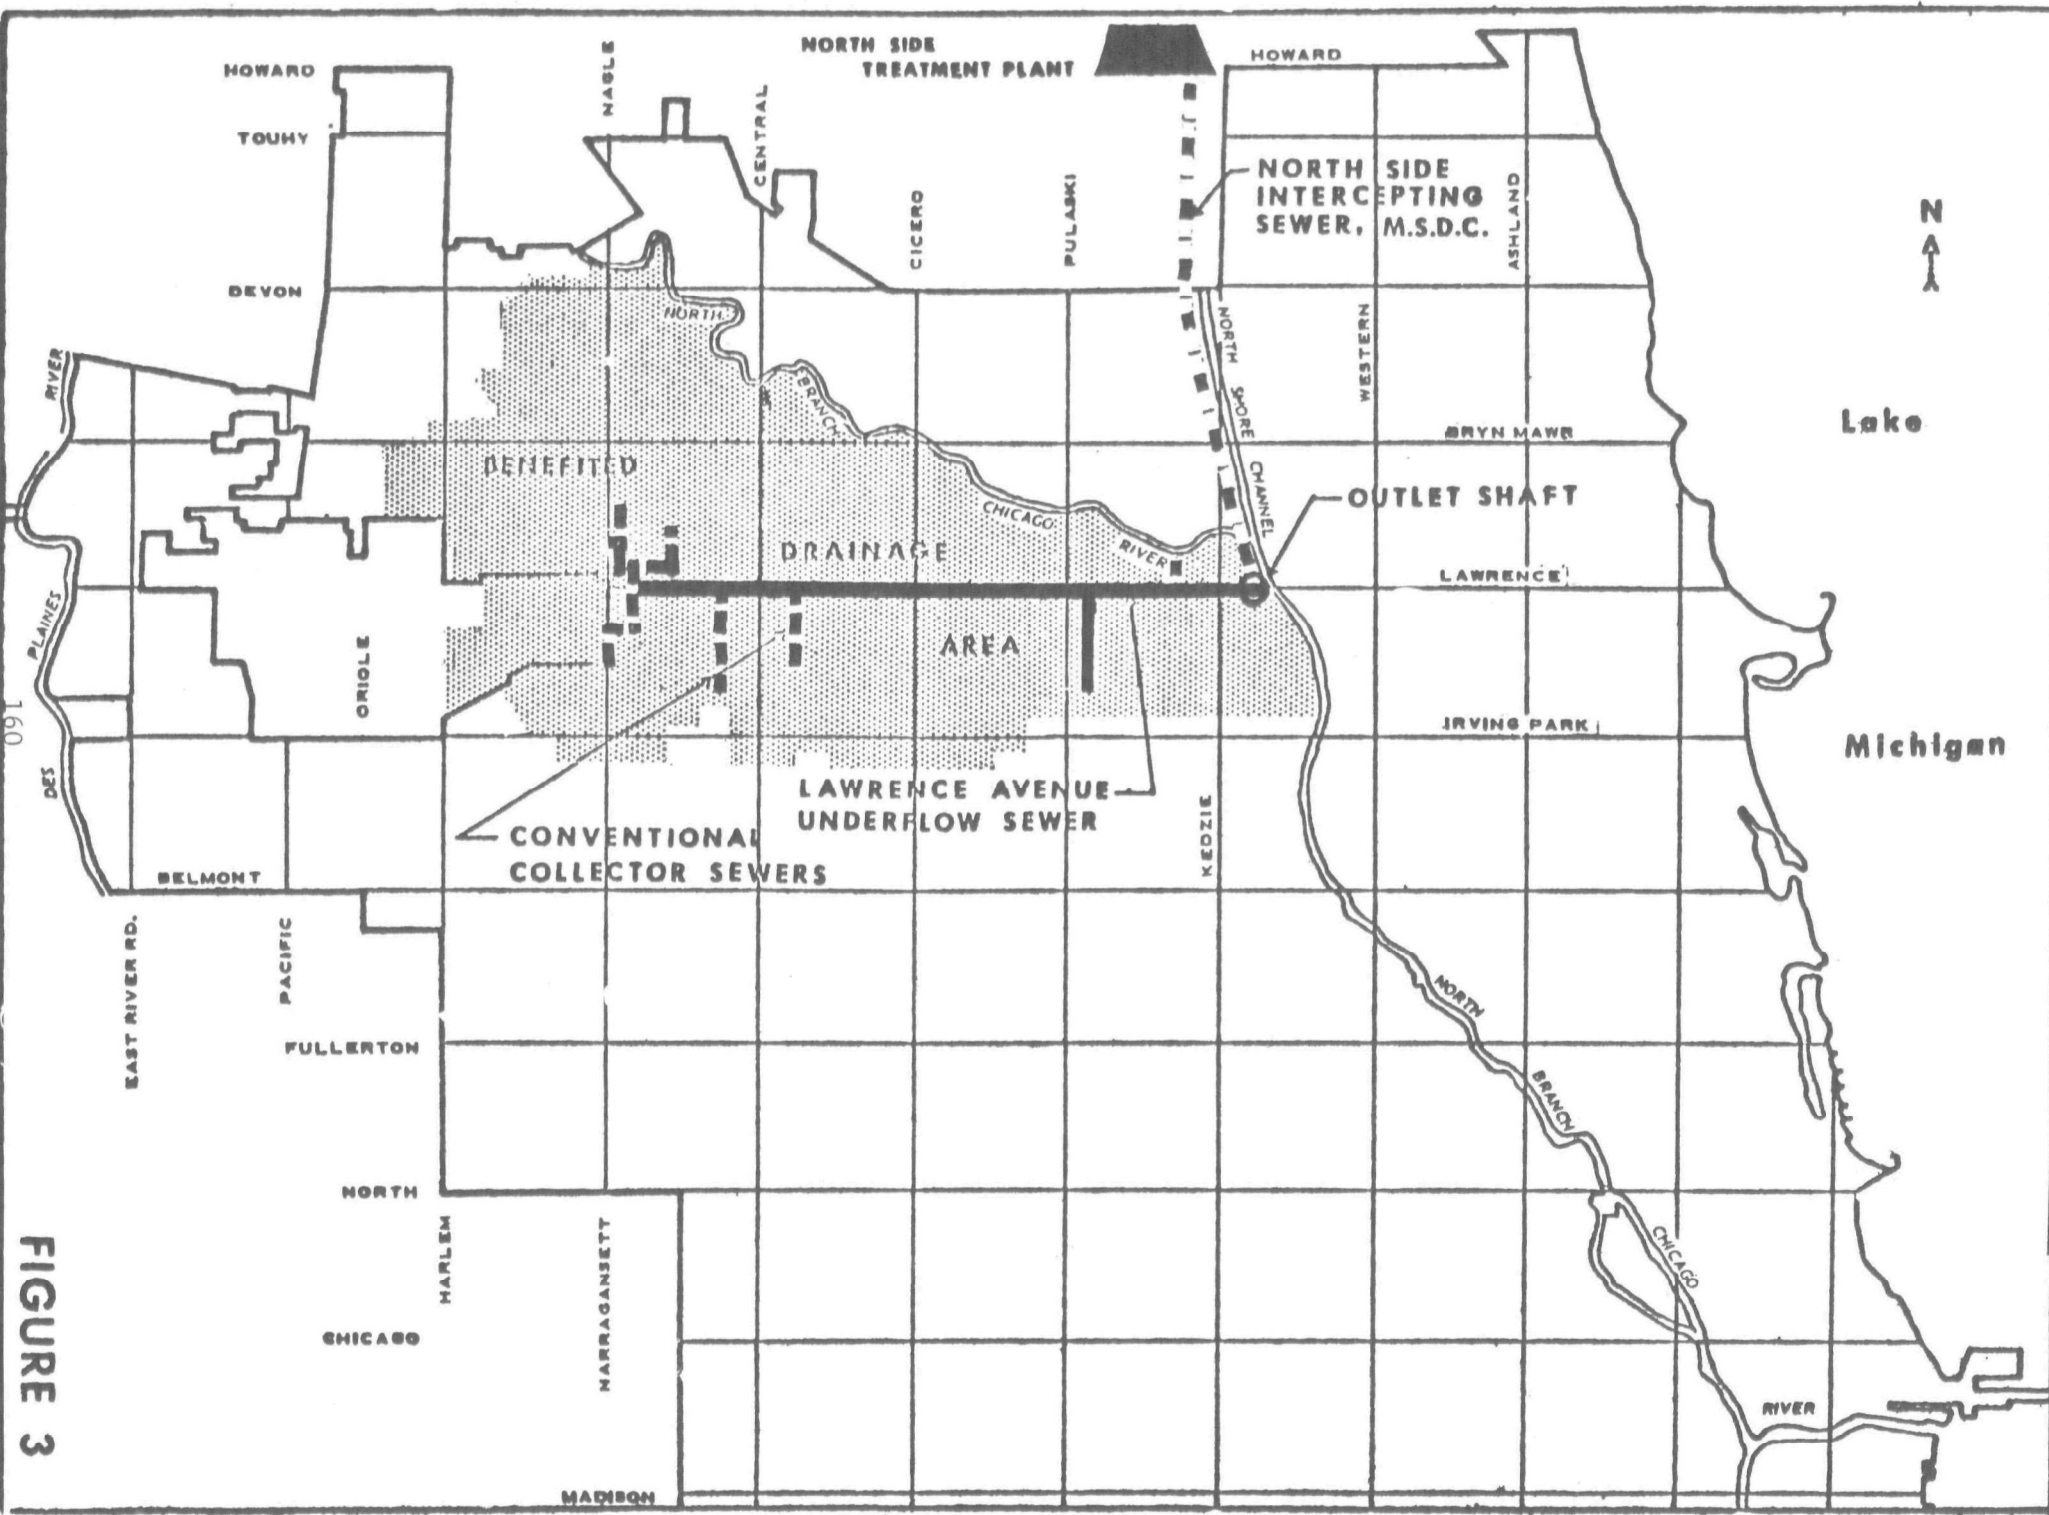 NORTH SIDE
TREATMENT PLANT
HOWARD
HOWARD
NAGLE
TOUHY
CENTRAL
NORTH SIDE
INTERCEPTING
SEWER, M.S.D.C.
CICERO
PULASKI
ASHLAND
N
DEVON
NORTH
BRANCH
CHICAGO
RIVER
NORTH SHORE CHANNEL
WESTERN
RIVER
PLAINES
DES
Lake
BRYN MAWR
BENEFITED
DRAINAGE
AREA
OUTLET SHAFT
LAWRENCE
ORIOLE
160
IRVING PARK
Michigan
LAWRENCE AVENUE
UNDERFLOW SEWER
KEDZIE
CONVENTIONAL
COLLECTOR SEWERS
BELMONT
EAST RIVER RD.
PACIFIC
NORTH
BRANCH
CHICAGO
RIVER
FULLERTON
NORTH
HARLEM
NARRAGANSETT
CHICAGO
MADISON
FIGURE 3